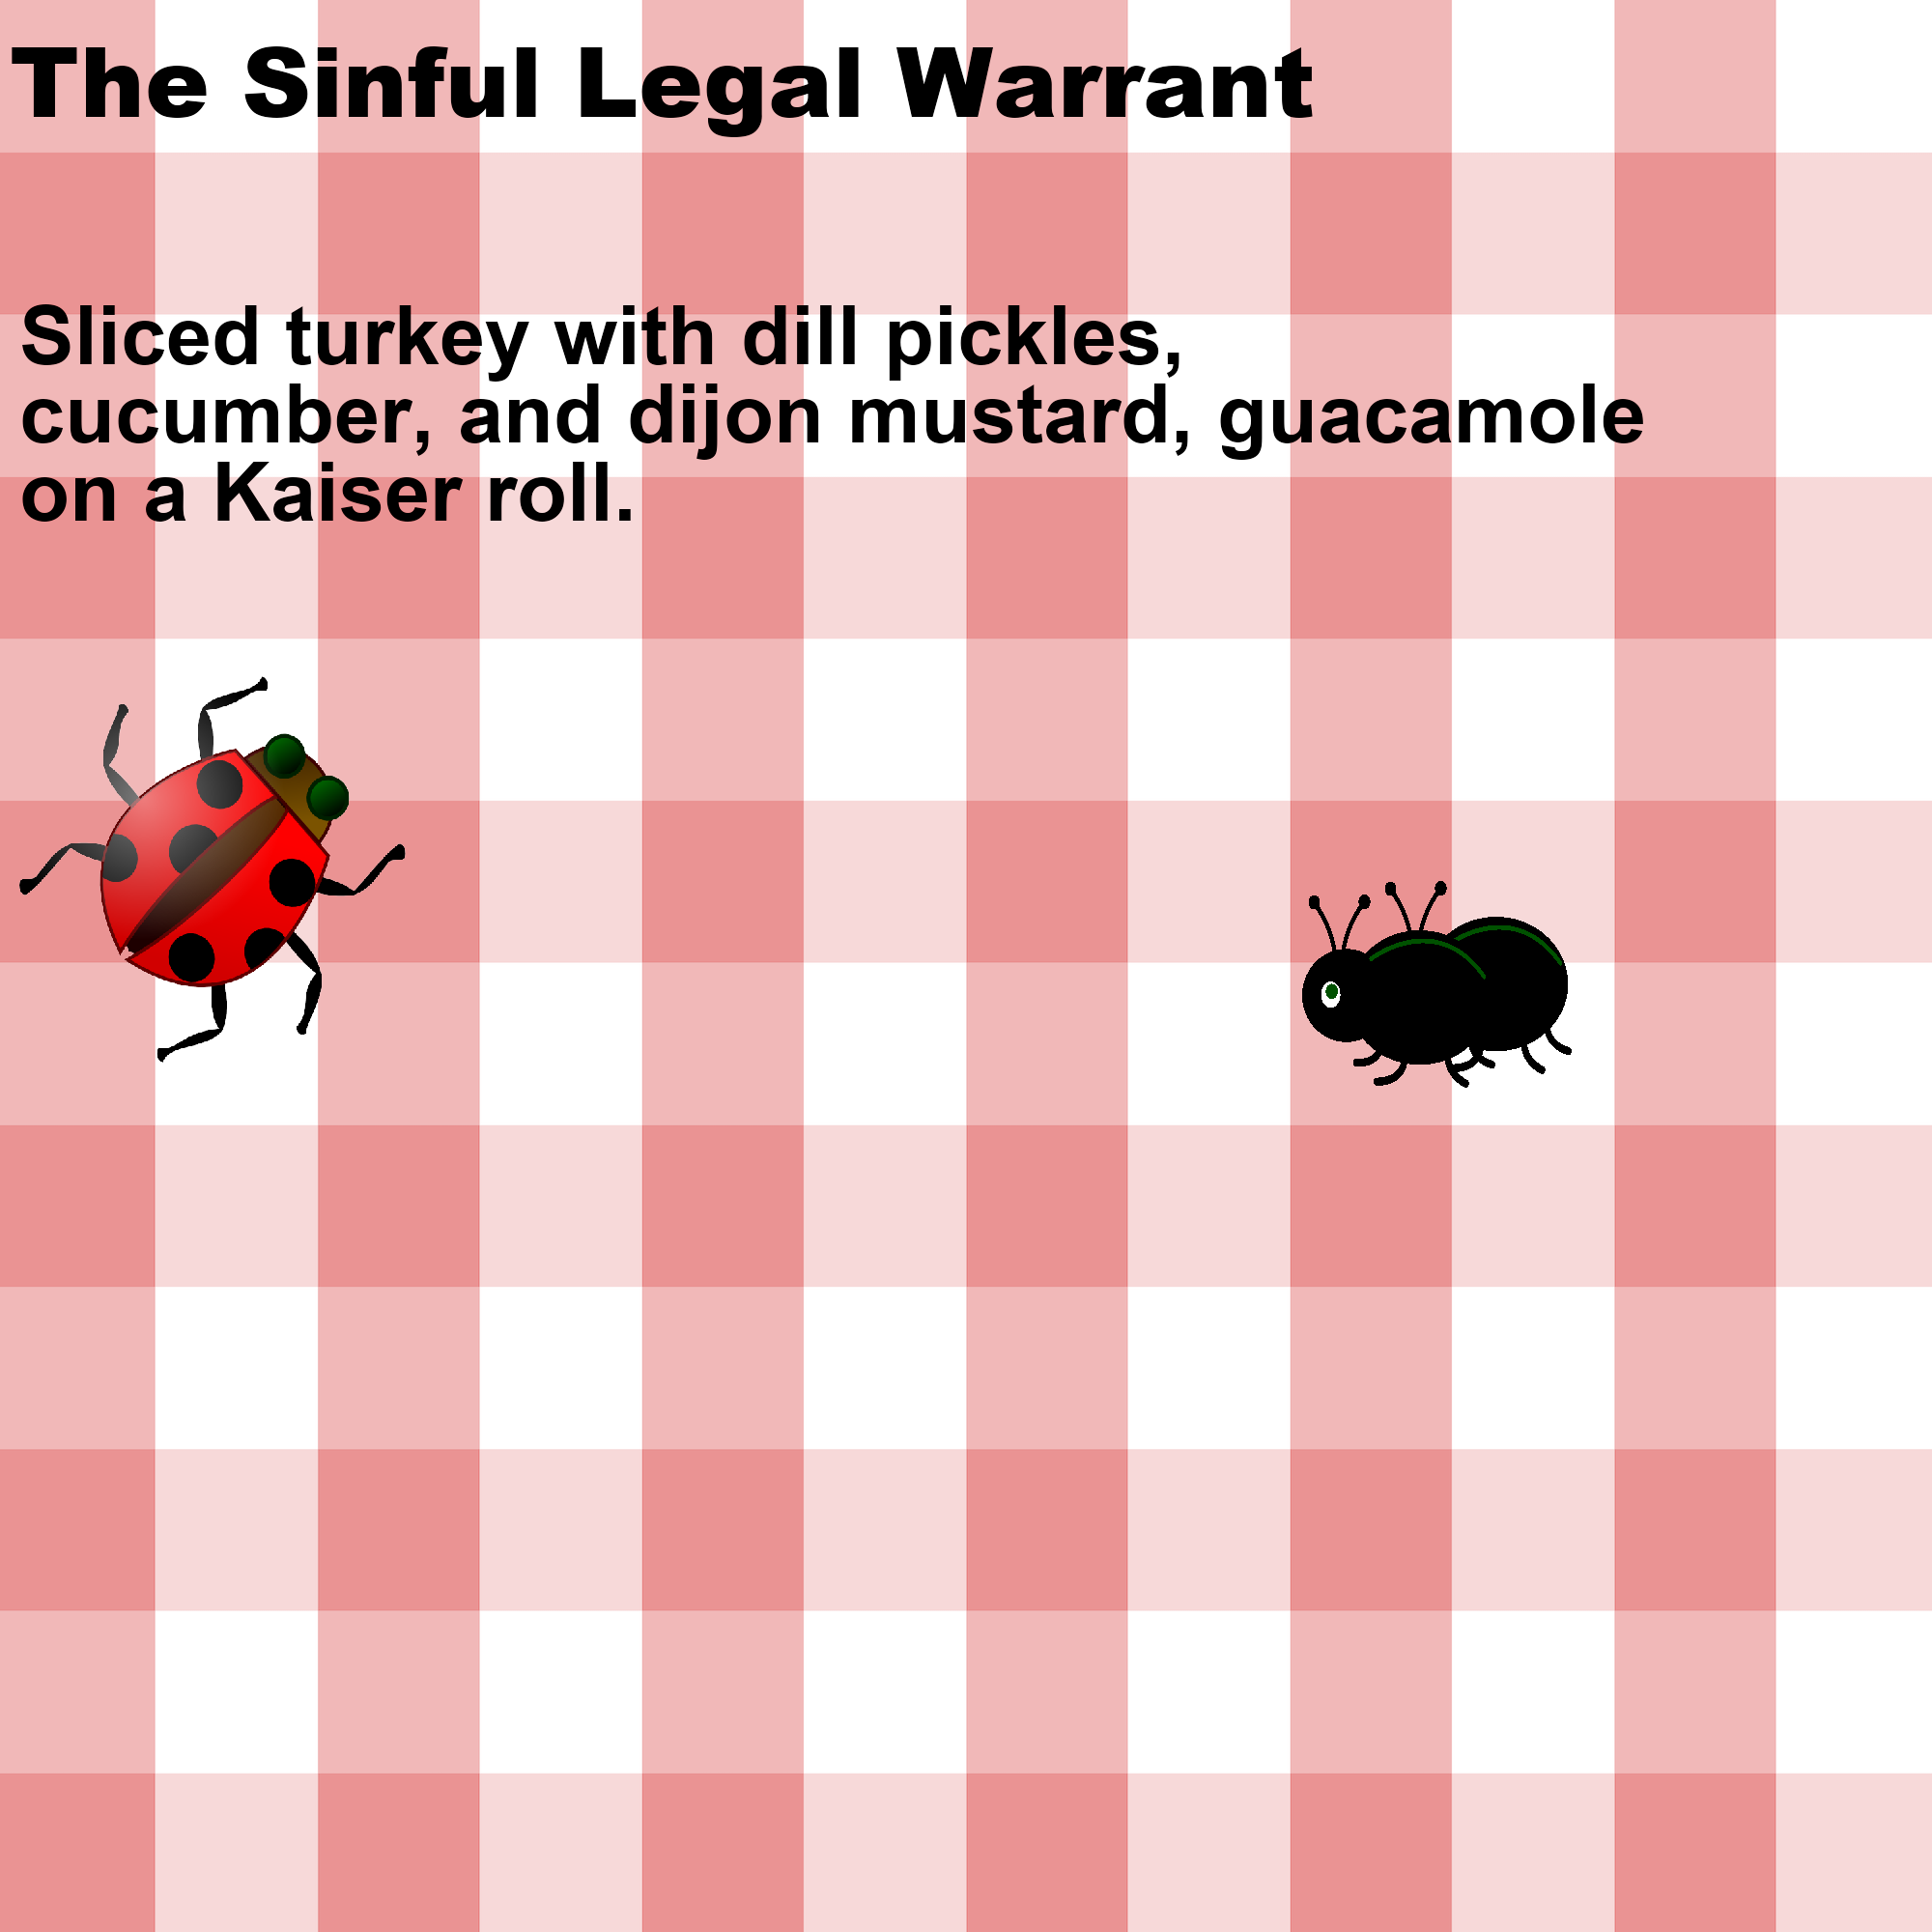 The Sinful Legal Warrant
Sliced turkey with dill pickles,
cucumber, and dijon mustard, guacamole
on a Kaiser roll.